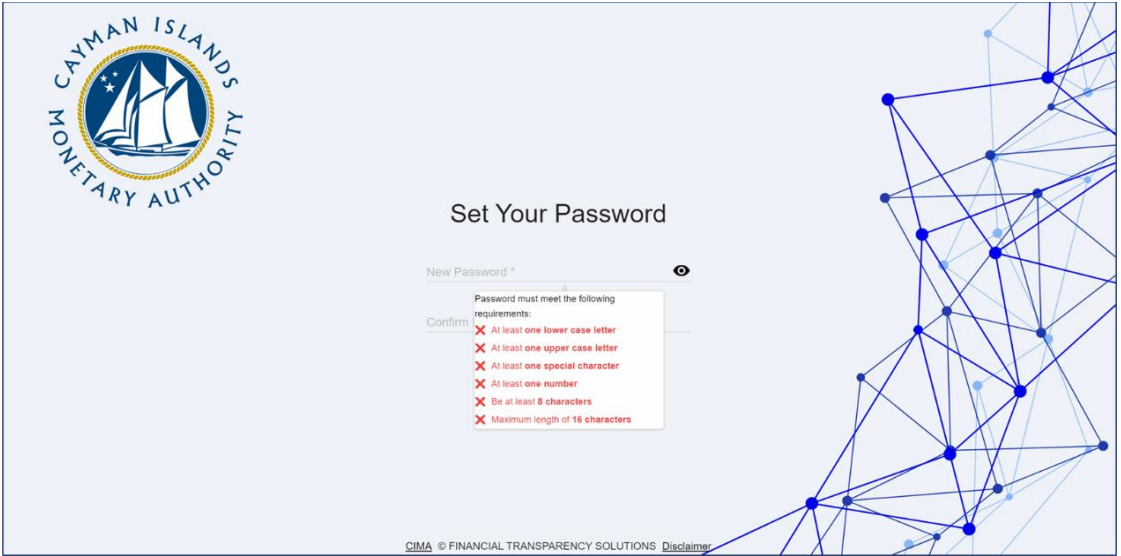 CAYMAN ISLANDS
MONETARY AUTHORITY
Set Your Password
New Password *
Password must meet the following
requirements:
Confirm
At least one lower case letter
At least one upper case letter
At least one special character
At least one number
Be at least 8 characters
Maximum length of 16 characters
CIMA © FINANCIAL TRANSPARENCY SOLUTIONS Disclaimer